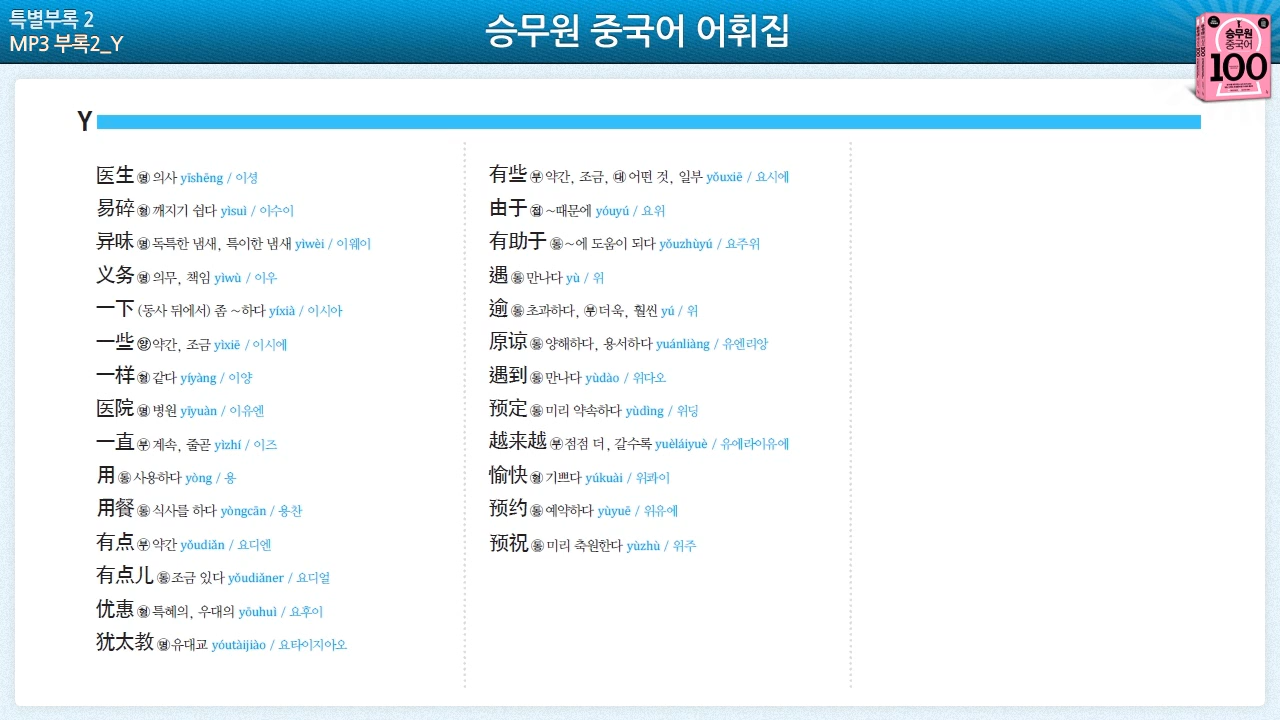 특별부록 2
MP3 부록2_Y
승무원 중국어 어휘집
승무원
중국어
100
Y
医生 명 의사 yīshēng / 이셩
易碎 형 깨지기 쉽다 yìsuì / 이수이
异味 명 독특한 냄새, 특이한 냄새 yìwèi / 이웨이
义务 명 의무, 책임 yìwù / 이우
一下 (동사 뒤에서) 좀 ~하다 yíxià / 이시아
一些 양 약간, 조금 yìxiē / 이시에
一样 형 같다 yíyàng / 이양
医院 명 병원 yīyuàn / 이유엔
一直 부 계속, 줄곧 yìzhí / 이즈
用 동 사용하다 yòng / 용
用餐 동 식사를 하다 yòngcān / 용찬
有点 부 약간 yǒudiǎn / 요디엔
有点儿 동 조금 있다 yǒudiǎner / 요디얼
优惠 형 특혜의, 우대의 yōuhuì / 요후이
犹太教 명 유대교 yóutàijiào / 요타이지아오
有些 부 약간, 조금, 대 어떤 것, 일부 yǒuxiē / 요시에
由于 접 ~때문에 yóuyú / 요위
有助于 동 ~에 도움이 되다 yǒuzhùyú / 요주위
遇 동 만나다 yù / 위
逾 동 초과하다, 부 더욱, 훨씬 yú / 위
原谅 동 양해하다, 용서하다 yuánliàng / 유엔리앙
遇到 동 만나다 yùdào / 위다오
预定 동 미리 약속하다 yùdìng / 위딩
越来越 부 점점 더, 갈수록 yuèláiyuè / 유에라이유에
愉快 형 기쁘다 yúkuài / 위콰이
预约 동 예약하다 yùyuē / 위유에
预祝 동 미리 축원한다 yùzhù / 위주